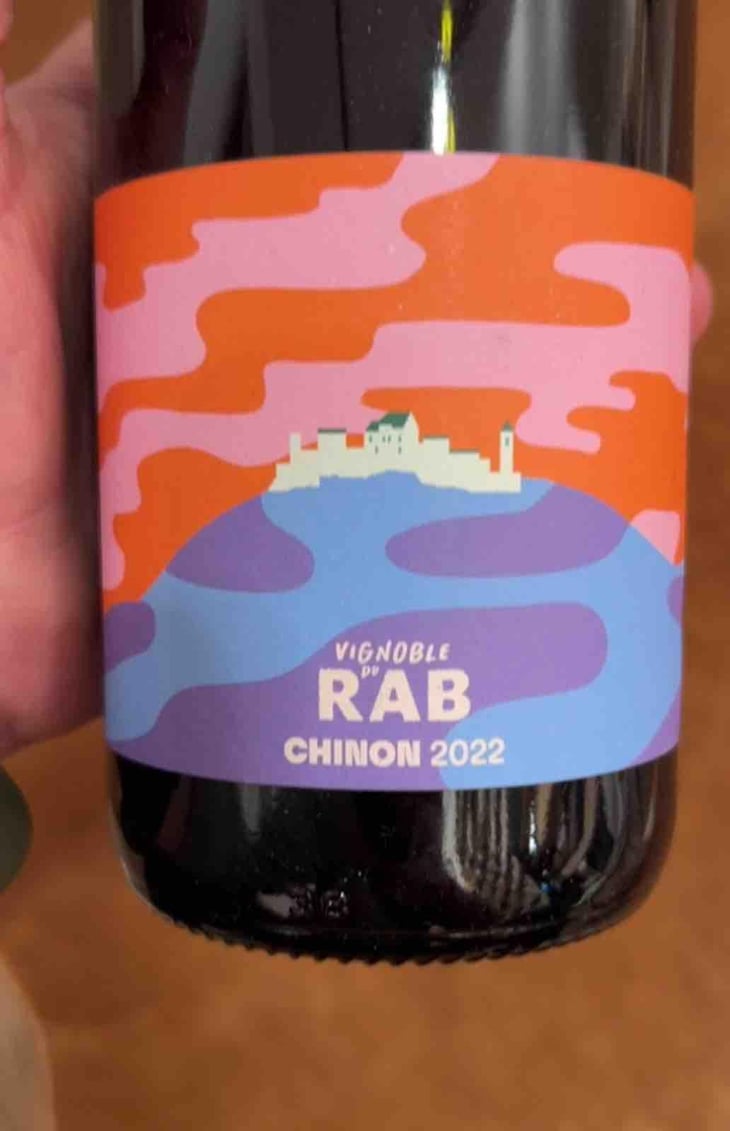 VIGNOBLE
DU
RAB
CHINON 2022